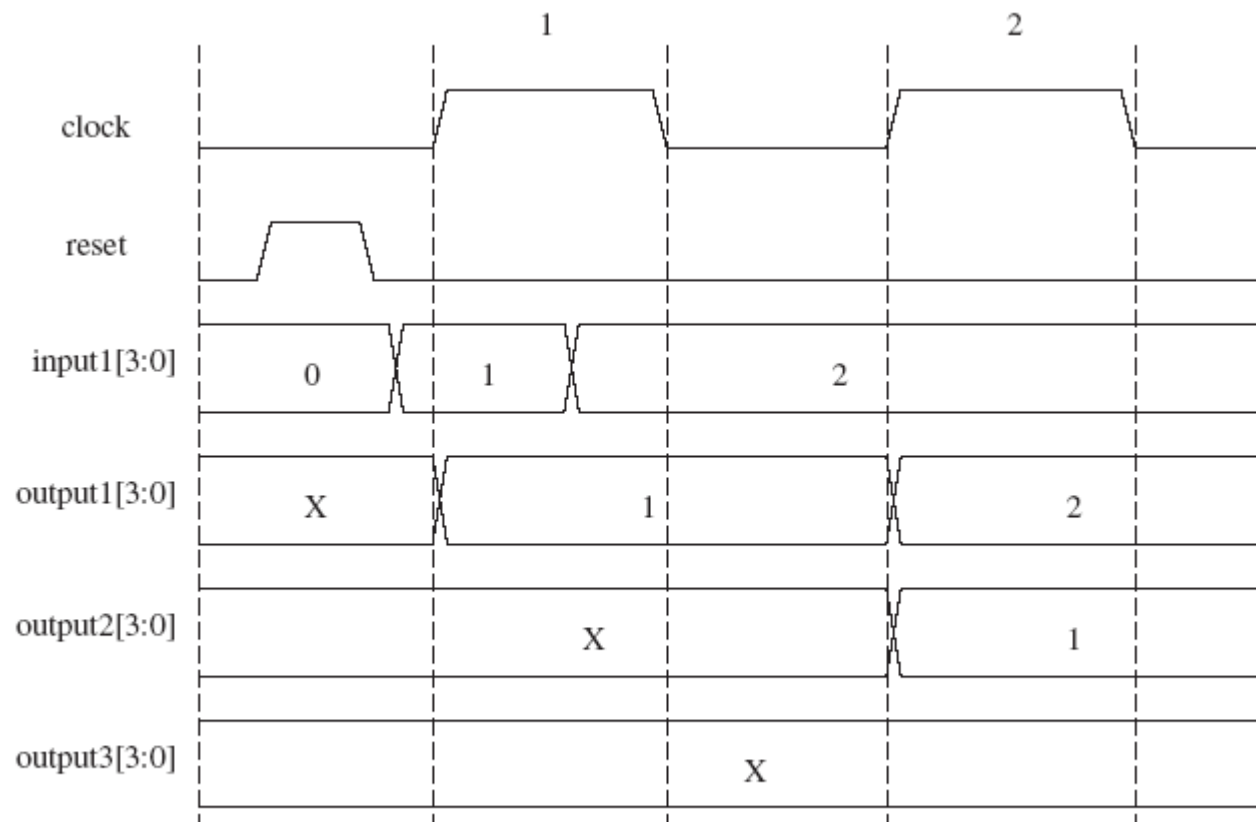 1 2
clock
reset
input1[3:0] 0 1 2
output1[3:0] X 1 2
output2[3:0] X 1
output3[3:0] X